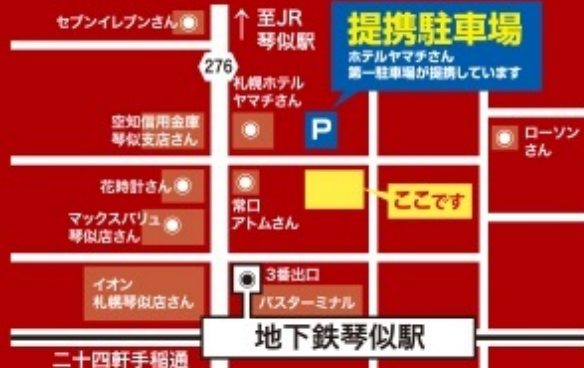 セブンイレブンさん
↑至JR
琴似駅
提携駐車場
ホテルヤマチさん
第一駐車場が提携しています
276
札幌ホテル
ヤマチさん
空知信用金庫
琴似支店さん
P
ローソン
さん
花時計さん
常口
アトムさん
ここです
マックスバリュ
琴似店さん
イオン
札幌琴似店さん
3番出口
バスターミナル
地下鉄琴似駅
二十四軒手稲通